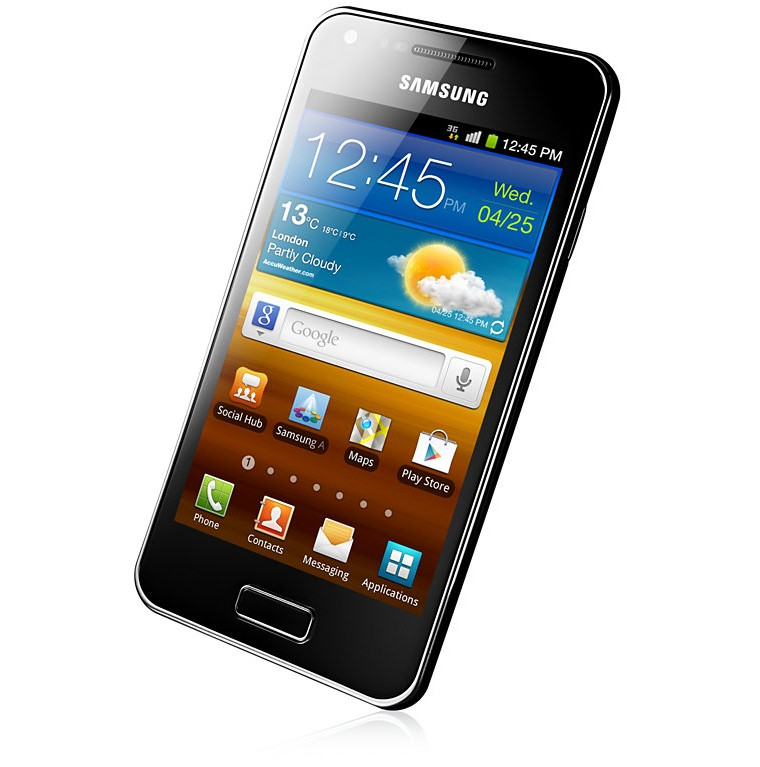 SAMSUNG
3G
12:45 PM
12:45 PM
Wed.
04/25
13°C 18°C | 9°C
London
Partly Cloudy
AccuWeather.com
04/25 12:45 PM
g
Google
Social Hub
Samsung A
Maps
Play Store
1
Phone
Contacts
Messaging
Applications